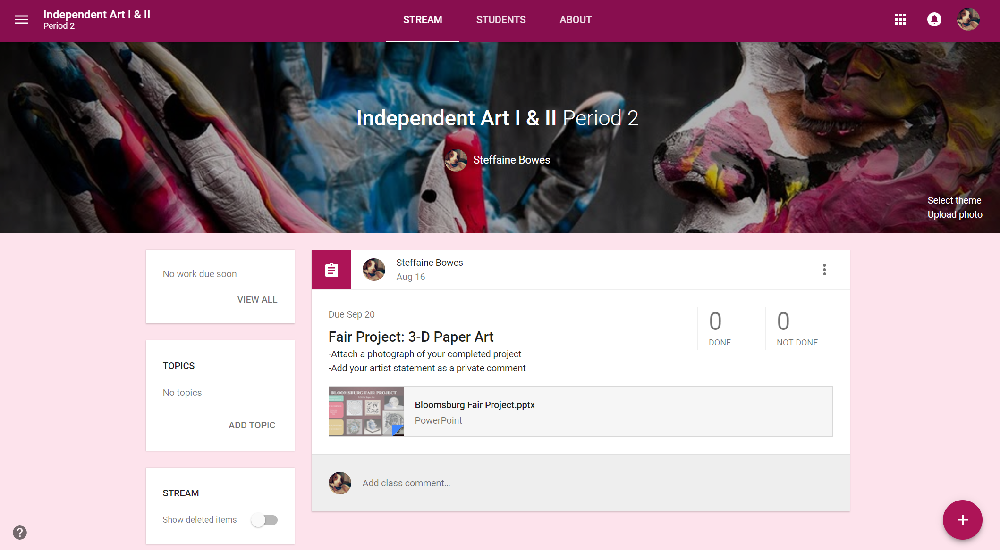 Independent Art I & II
Period 2
STREAM
STUDENTS
ABOUT
Independent Art I & II Period 2
Steffaine Bowes
Select theme
Upload photo
No work due soon
VIEW ALL
TOPICS
No topics
ADD TOPIC
STREAM
Show deleted items
Steffaine Bowes
Aug 16
Due Sep 20
0
DONE
0
NOT DONE
Fair Project: 3-D Paper Art
-Attach a photograph of your completed project
-Add your artist statement as a private comment
BLOOMSBURG FAIR PROJECT
Bloomsburg Fair Project.pptx
PowerPoint
Add class comment...